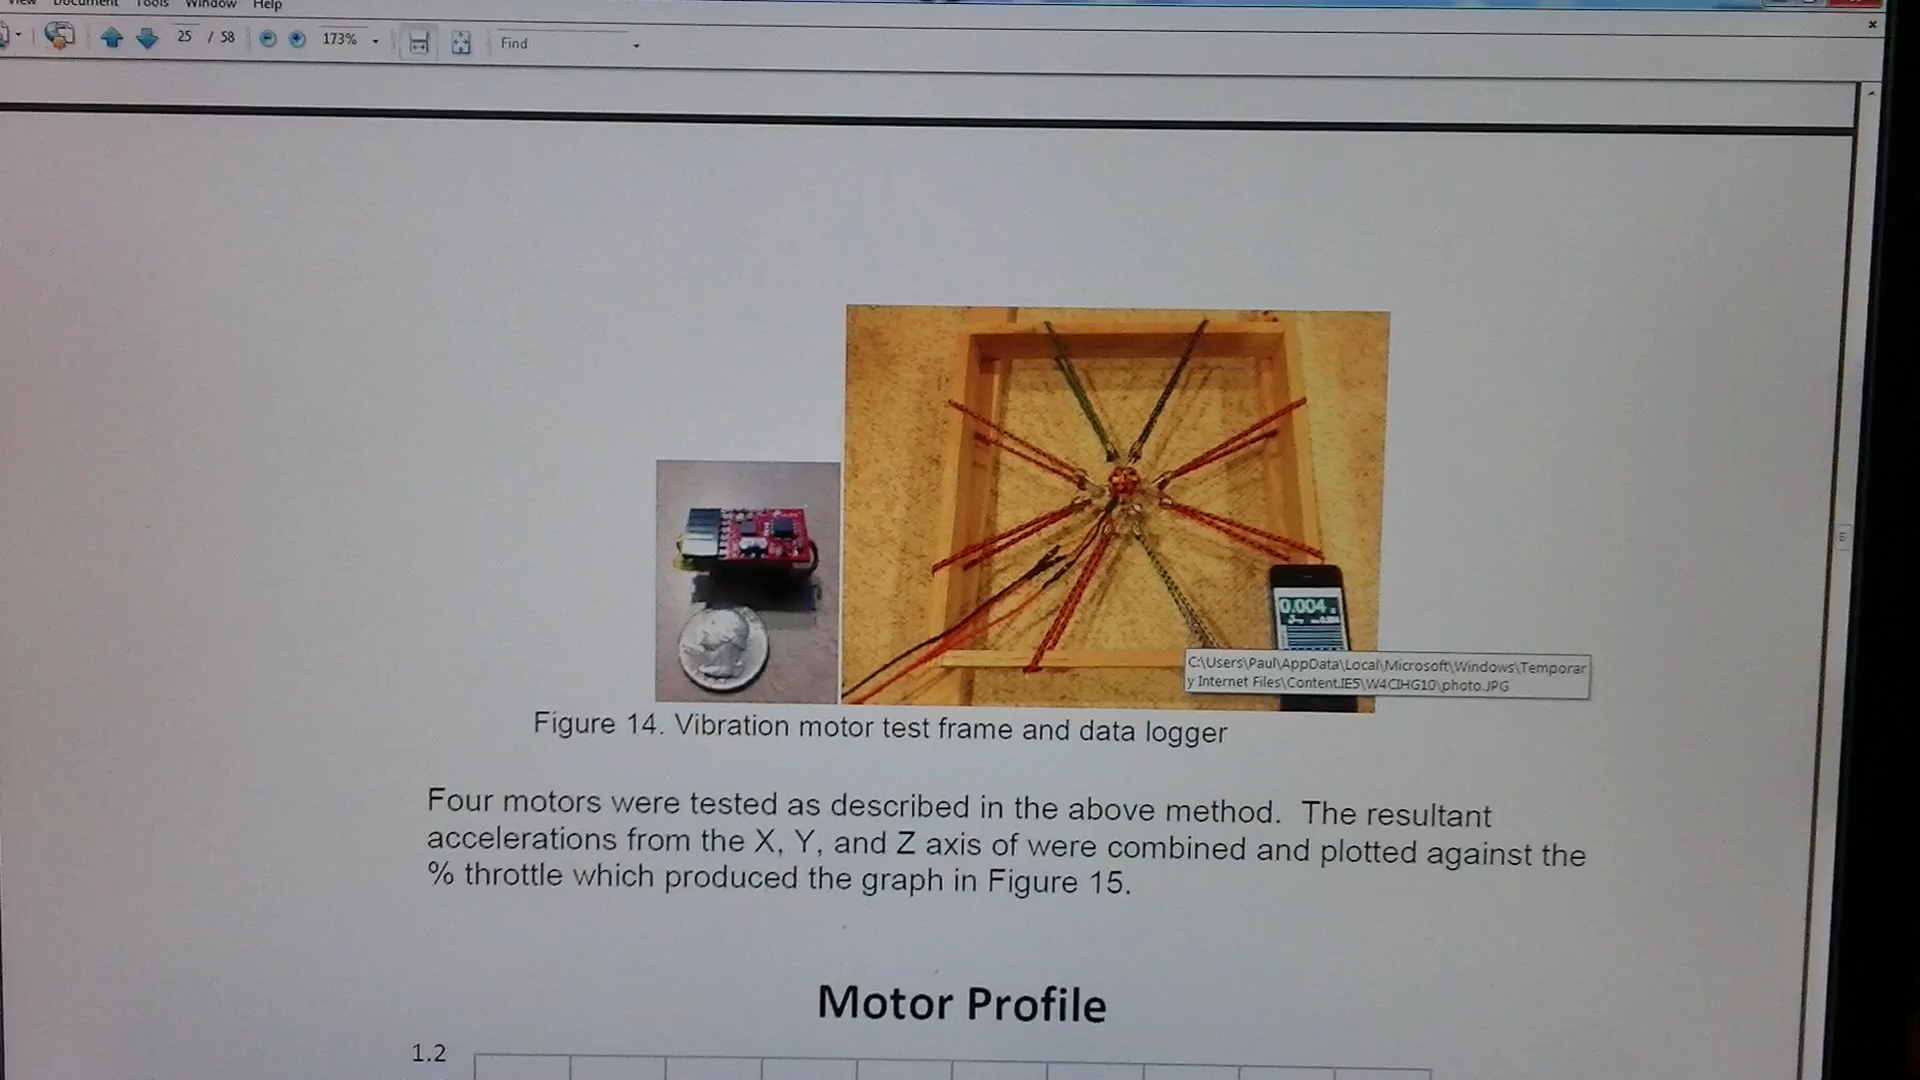 View Document Tools Window Help
25 / 58 173% Find
0.004
C:\Users\Paul\AppData\Local\Microsoft\Windows\Temporar
y Internet Files\Content.IE5\W4CIHG10\photo.JPG
Figure 14. Vibration motor test frame and data logger
Four motors were tested as described in the above method. The resultant
accelerations from the X, Y, and Z axis of were combined and plotted against the
% throttle which produced the graph in Figure 15.
Motor Profile
1.2